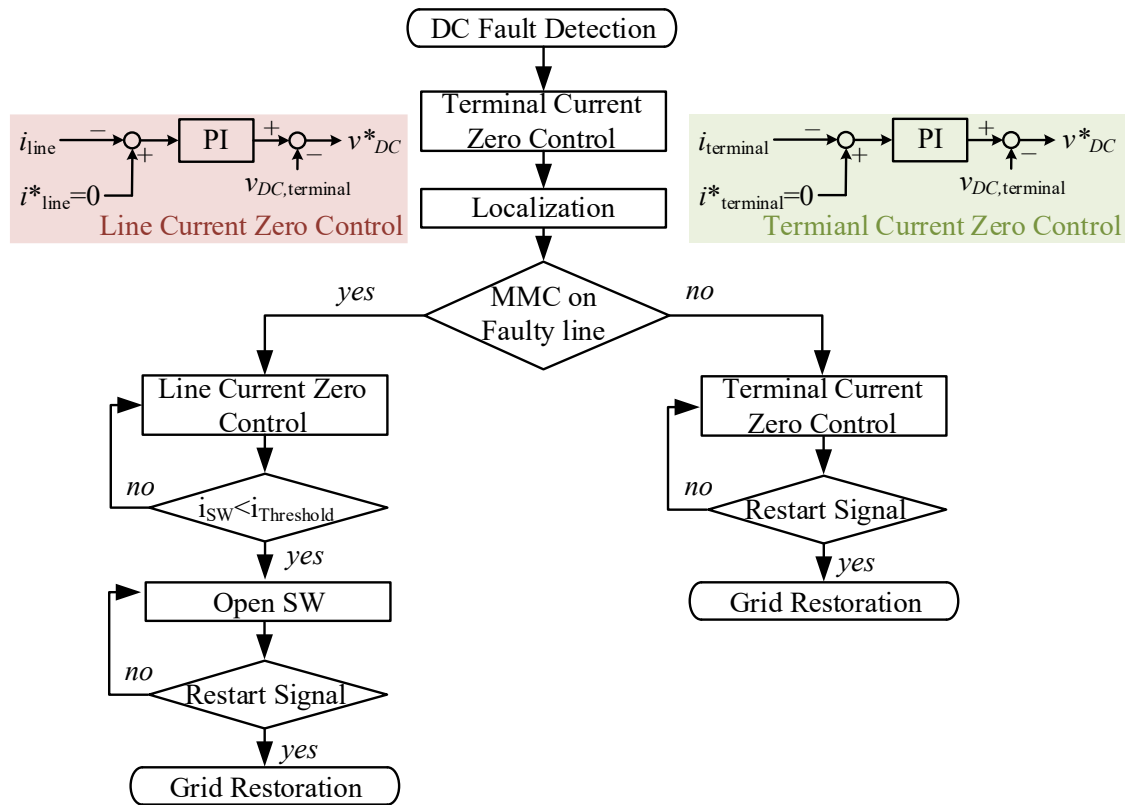 DC Fault Detection
Terminal Current
Zero Control
Localization
i_line
−
+
PI
+
−
v*_DC
i*_line=0
v_DC,terminal
Line Current Zero Control
i_terminal
−
+
PI
+
−
v*_DC
i*_terminal=0
v_DC,terminal
Termianl Current Zero Control
MMC on
Faulty line
yes
no
Line Current Zero
Control
no
i_SW<i_Threshold
yes
Open SW
no
Restart Signal
yes
Grid Restoration
Terminal Current
Zero Control
no
Restart Signal
yes
Grid Restoration